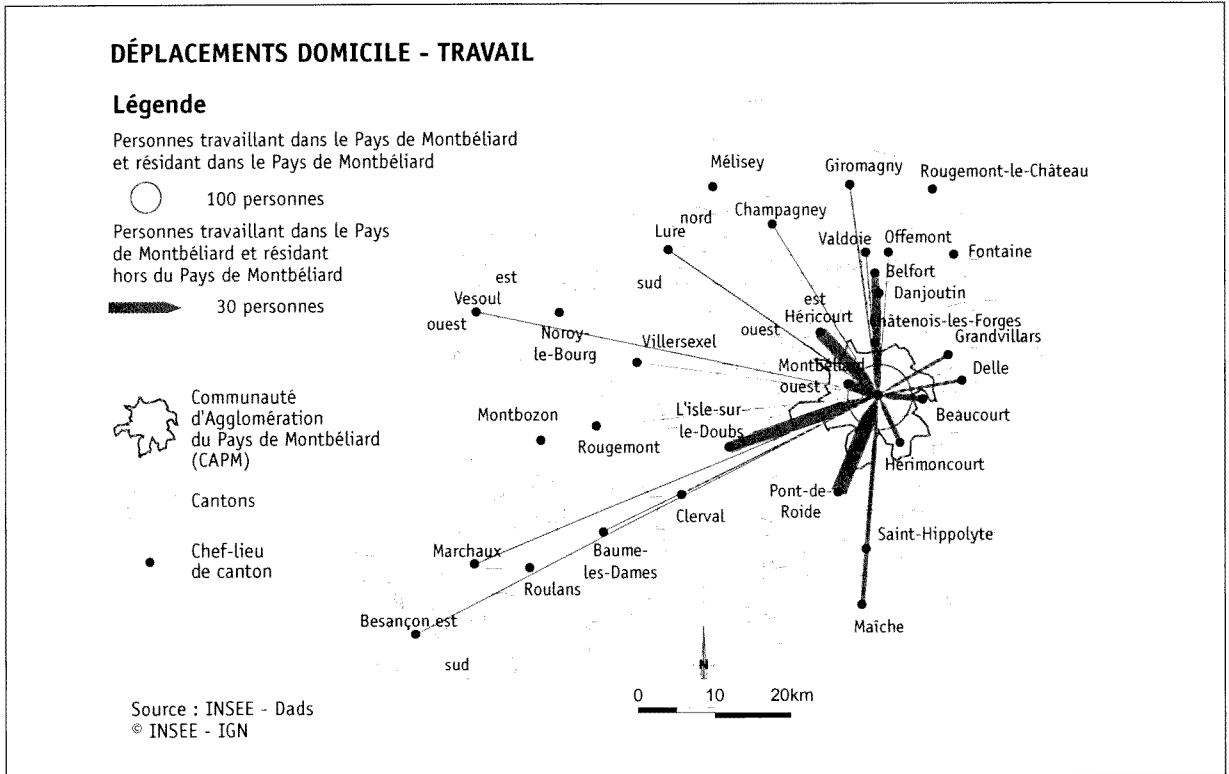 DÉPLACEMENTS DOMICILE - TRAVAIL
Légende
Personnes travaillant dans le Pays de Montbéliard
et résidant dans le Pays de Montbéliard
100 personnes
Personnes travaillant dans le Pays
de Montbéliard et résidant
hors du Pays de Montbéliard
30 personnes
Communauté
d'Agglomération
du Pays de Montbéliard
(CAPM)
Cantons
Chef-lieu
de canton
Mélisey
Giromagny
Rougemont-le-Château
nord
Champagney
Lure
Valdoie
Offemont
Fontaine
sud
Belfort
est
Danjoutin
Vesoul
est
ouest
Héricourt
Châtenois-les-Forges
Noroy-
le-Bourg
ouest
Villersexel
Grandvillars
Montbéliard
ouest
Delle
Montbozon
L'isle-sur-
le-Doubs
Beaucourt
Rougemont
Hérimoncourt
Pont-de-
Roide
Clerval
Marchaux
Baume-
les-Dames
Saint-Hippolyte
Roulans
Besançon est
Maîche
sud
N
0 10 20km
Source : INSEE - Dads
© INSEE - IGN